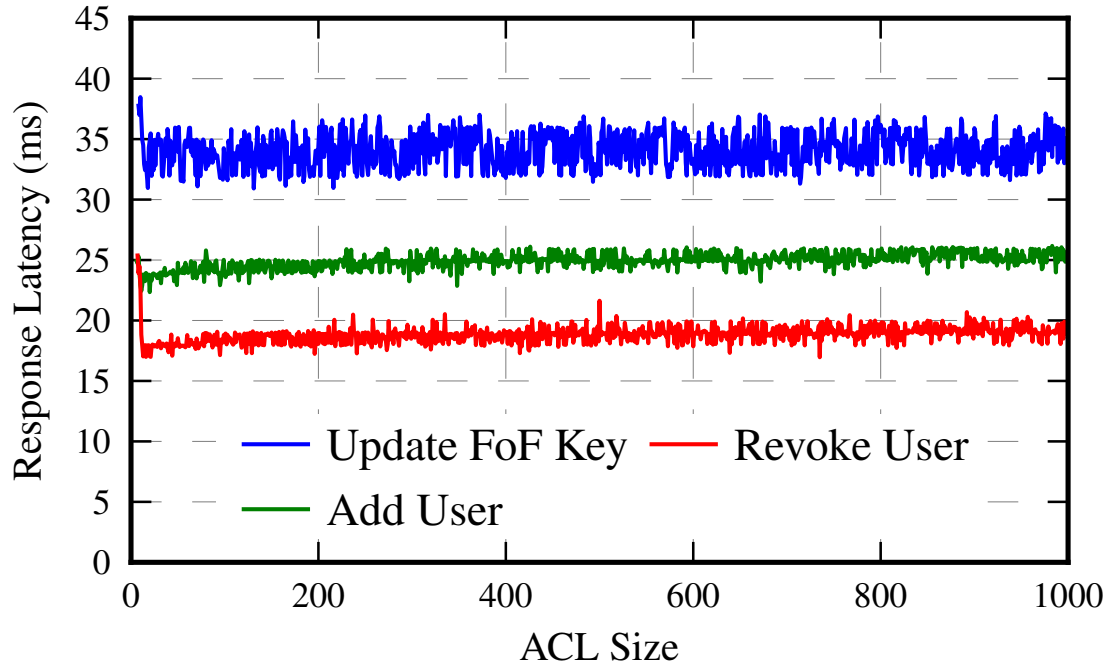 45
40
35
30
25
20
15
10
5
0
Response Latency (ms)
Update FoF Key
Revoke User
Add User
0 200 400 600 800 1000
ACL Size